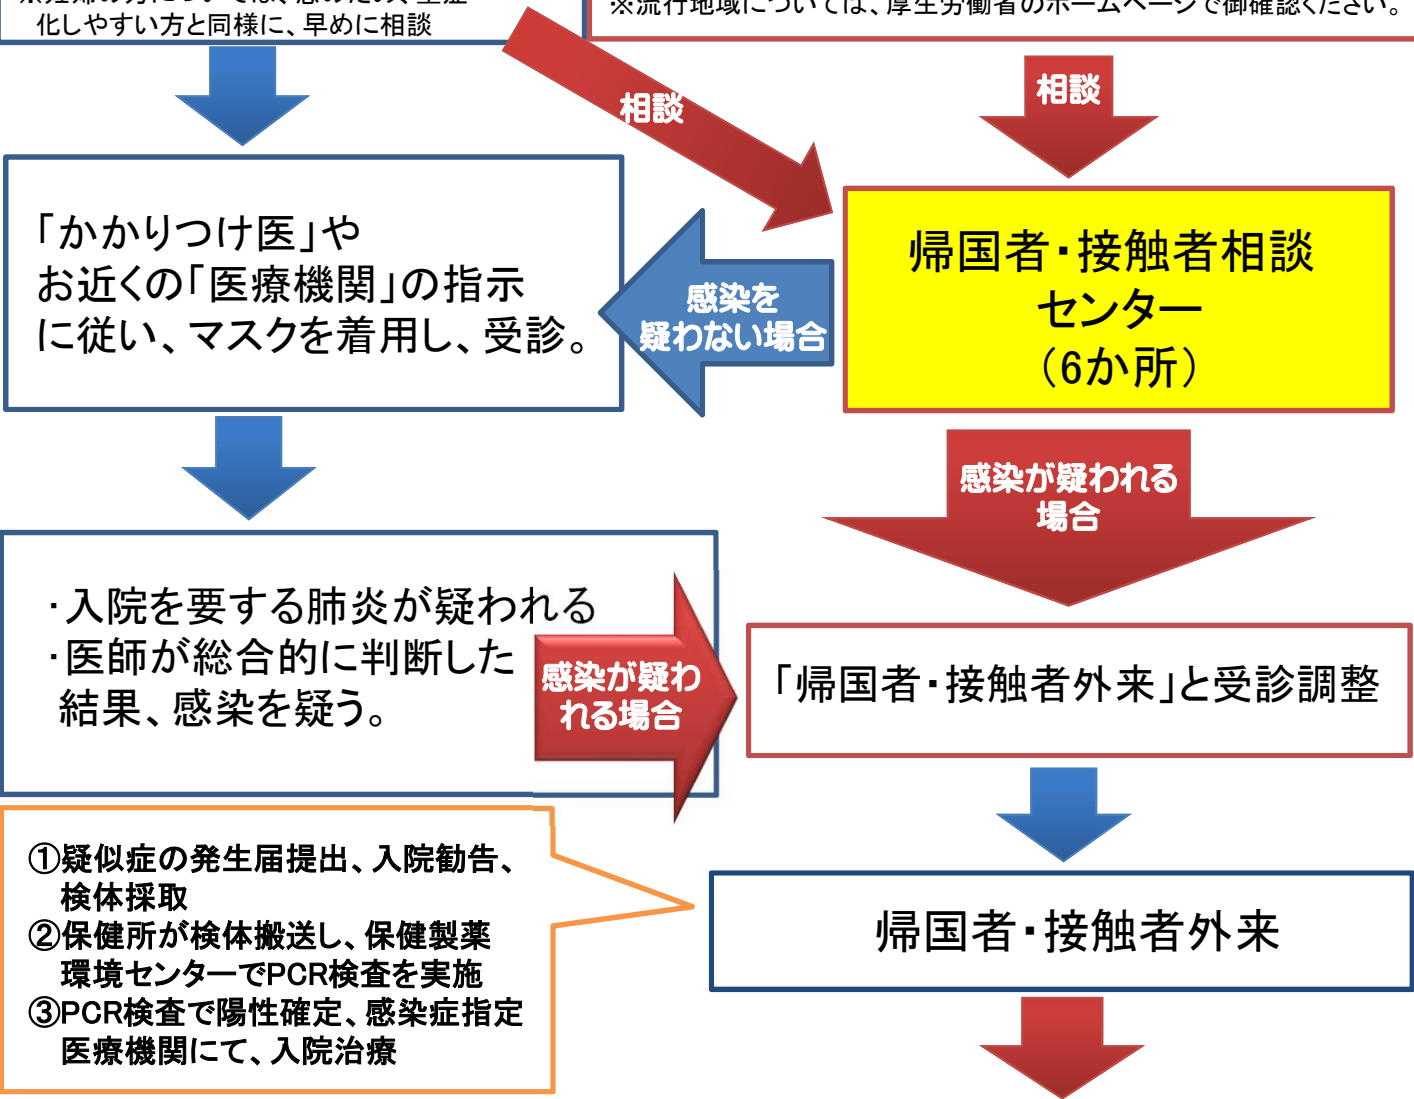 化しやすい方と同様に、早めに相談
※流行地域については、厚生労働省のホームページで御確認ください。
相談
相談
「かかりつけ医」や
お近くの「医療機関」の指示
に従い、マスクを着用し、受診。
感染を
疑わない場合
帰国者・接触者相談
センター
（6か所）
感染が疑われる
場合
・入院を要する肺炎が疑われる
・医師が総合的に判断した
結果、感染を疑う。
感染が疑わ
れる場合
「帰国者・接触者外来」と受診調整
①疑似症の発生届提出、入院勧告、
検体採取
②保健所が検体搬送し、保健製薬
環境センターでPCR検査を実施
③PCR検査で陽性確定、感染症指定
医療機関にて、入院治療
帰国者・接触者外来